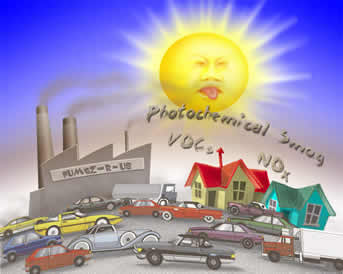 Photochemical Smog
VOCs
NOx
FUMEZ-R-US